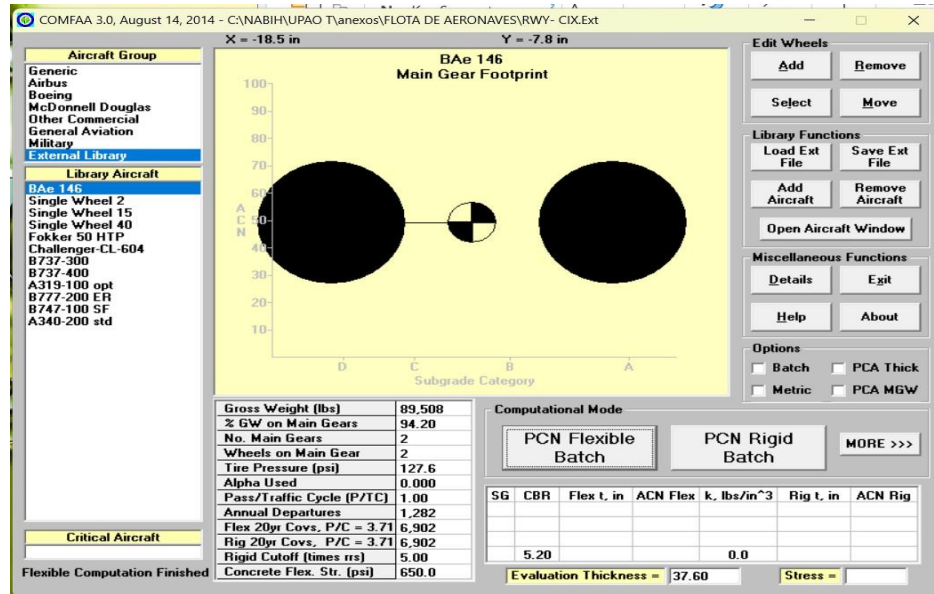 COMFAA 3.0, August 14, 2014 - C:\NABIH\UPAO T\anexos\FLOTA DE AERONAVES\RWY- CIX.Ext
X = -18.5 in Y = -7.8 in
Aircraft Group
Generic
Airbus
Boeing
McDonnell Douglas
Other Commercial
General Aviation
Military
External Library
Library Aircraft
BAe 146
Single Wheel 2
Single Wheel 15
Single Wheel 40
Fokker 50 HTP
Challenger-CL-604
B737-300
B737-400
A319-100 opt
B777-200 ER
B747-100 SF
A340-200 std
Critical Aircraft
Flexible Computation Finished
BAe 146
Main Gear Footprint
100
90
80
70
60
A
C 50
N
40
30
20
10
D C B A
Subgrade Category
Gross Weight (lbs) 89,508
% GW on Main Gears 94.20
No. Main Gears 2
Wheels on Main Gear 2
Tire Pressure (psi) 127.6
Alpha Used 0.000
Pass/Traffic Cycle (P/TC) 1.00
Annual Departures 1,282
Flex 20yr Covs, P/C = 3.71 6,902
Rig 20yr Covs, P/C = 3.71 6,902
Rigid Cutoff (times rrs) 5.00
Concrete Flex. Str. (psi) 650.0
Edit Wheels
Add Remove
Select Move
Library Functions
Load Ext File Save Ext File
Add Aircraft Remove Aircraft
Open Aircraft Window
Miscellaneous Functions
Details Exit
Help About
Options
Batch PCA Thick
Metric PCA MGW
Computational Mode
PCN Flexible Batch PCN Rigid Batch MORE >>>
SG CBR Flex t, in ACN Flex k, lbs/in^3 Rig t, in ACN Rig
5.20 0.0
Evaluation Thickness = 37.60 Stress =